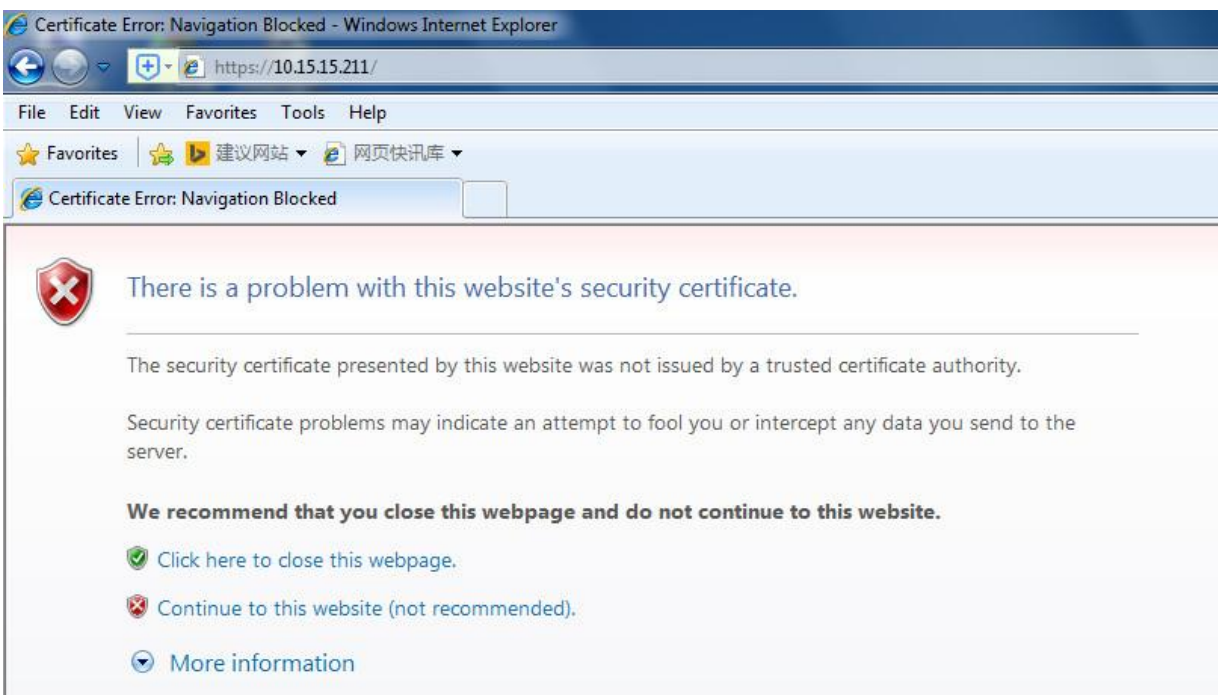 Certificate Error: Navigation Blocked - Windows Internet Explorer
https://10.15.15.211/
File Edit View Favorites Tools Help
Favorites 建议网站 网页快讯库
Certificate Error: Navigation Blocked
There is a problem with this website's security certificate.
The security certificate presented by this website was not issued by a trusted certificate authority.
Security certificate problems may indicate an attempt to fool you or intercept any data you send to the
server.
We recommend that you close this webpage and do not continue to this website.
Click here to close this webpage.
Continue to this website (not recommended).
More information